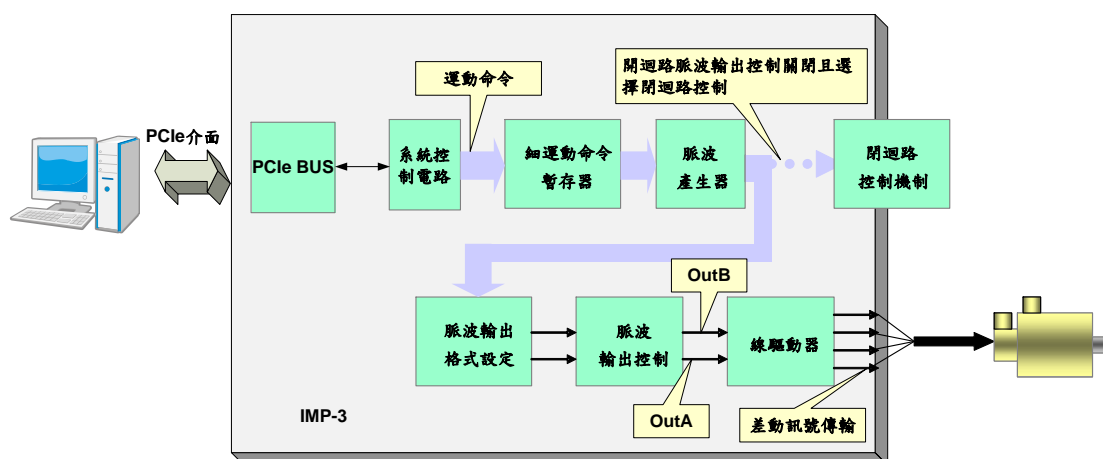 運動命令
開迴路脈波輸出控制關閉且選
擇閉迴路控制
PCIe介面
PCIe BUS
系統控
制電路
細運動命令
暫存器
脈波
產生器
閉迴路
控制機制
OutB
脈波輸出
格式設定
脈波
輸出控制
線驅動器
OutA
差動訊號傳輸
IMP-3